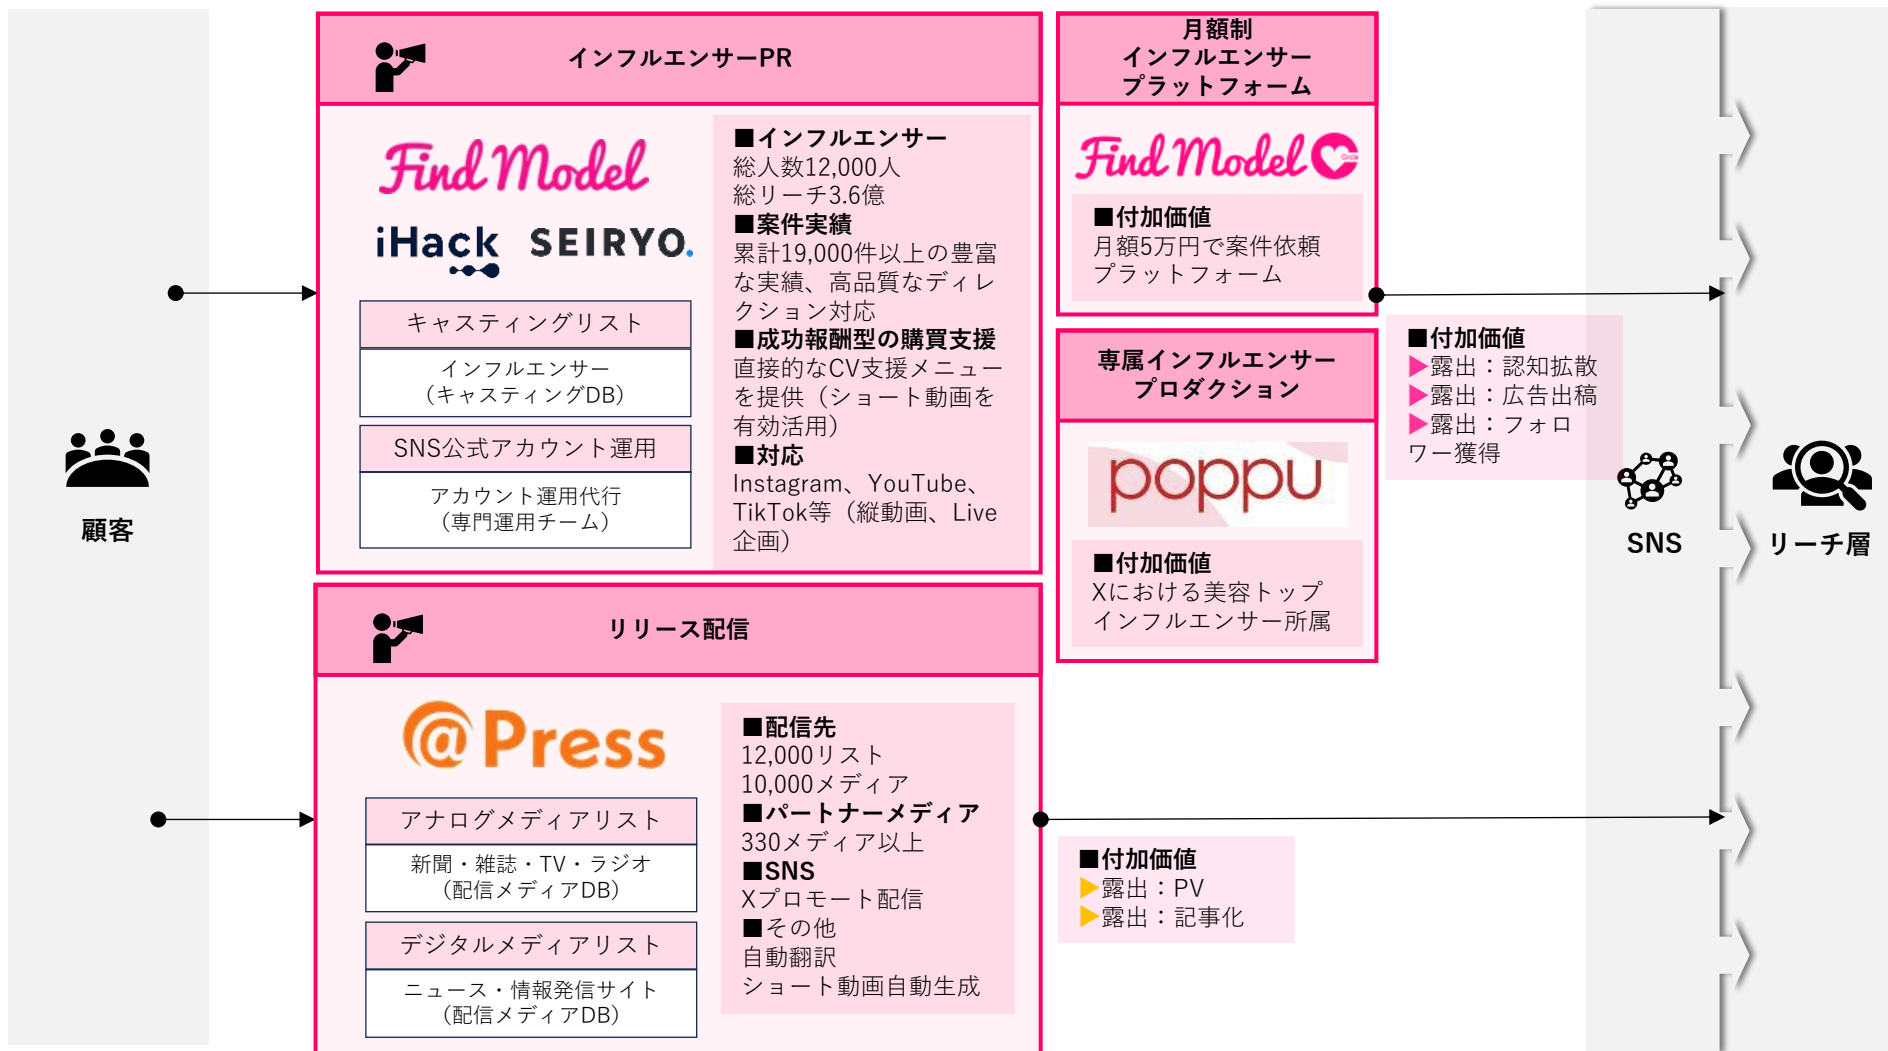 顧客
インフルエンサーPR
Find Model
iHack SEIRYO.
キャスティングリスト
インフルエンサー
（キャスティングDB）
SNS公式アカウント運用
アカウント運用代行
（専門運用チーム）
■インフルエンサー
総人数12,000人
総リーチ3.6億
■案件実績
累計19,000件以上の豊富
な実績、高品質なディレ
クション対応
■成功報酬型の購買支援
直接的なCV支援メニュー
を提供（ショート動画を
有効活用）
■対応
Instagram、YouTube、
TikTok等（縦動画、Live
企画）
月額制
インフルエンサー
プラットフォーム
Find Model
■付加価値
月額5万円で案件依頼
プラットフォーム
専属インフルエンサー
プロダクション
poppu
■付加価値
Xにおける美容トップ
インフルエンサー所属
■付加価値
▶露出：認知拡散
▶露出：広告出稿
▶露出：フォロ
ワー獲得
SNS
リーチ層
リリース配信
@Press
アナログメディアリスト
新聞・雑誌・TV・ラジオ
（配信メディアDB）
デジタルメディアリスト
ニュース・情報発信サイト
（配信メディアDB）
■配信先
12,000リスト
10,000メディア
■パートナーメディア
330メディア以上
■SNS
Xプロモート配信
■その他
自動翻訳
ショート動画自動生成
■付加価値
▶露出：PV
▶露出：記事化